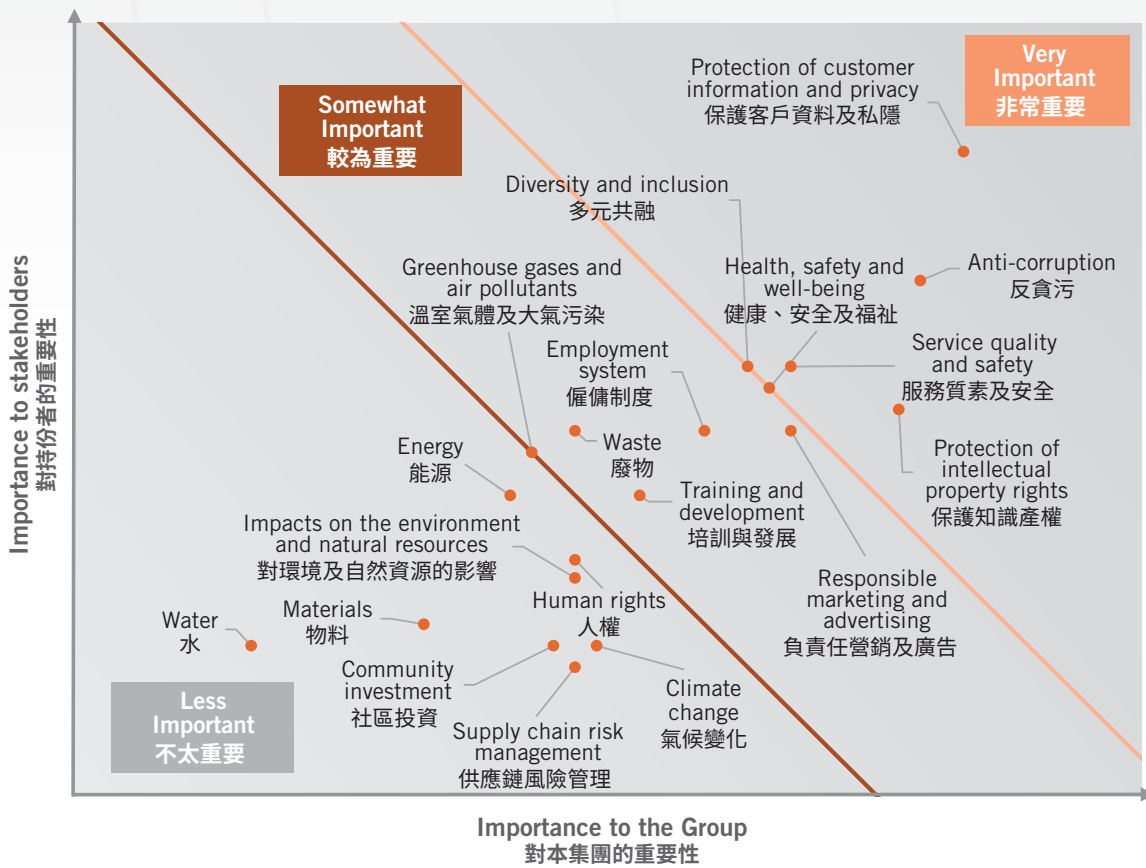 Importance to stakeholders
對持份者的重要性
Somewhat
Important
較為重要
Very
Important
非常重要
Protection of customer
information and privacy
保護客戶資料及私隱
Diversity and inclusion
多元共融
Greenhouse gases and
air pollutants
溫室氣體及大氣污染
Health, safety and
well-being
健康、安全及福祉
Anti-corruption
反貪污
Employment
system
僱傭制度
Service quality
and safety
服務質素及安全
Energy
能源
Waste
廢物
Protection of
intellectual
property rights
保護知識產權
Training and
development
培訓與發展
Impacts on the environment
and natural resources
對環境及自然資源的影響
Human rights
人權
Responsible
marketing and
advertising
負責任營銷及廣告
Water
水
Materials
物料
Community
investment
社區投資
Climate
change
氣候變化
Supply chain risk
management
供應鏈風險管理
Less
Important
不太重要
Importance to the Group
對本集團的重要性